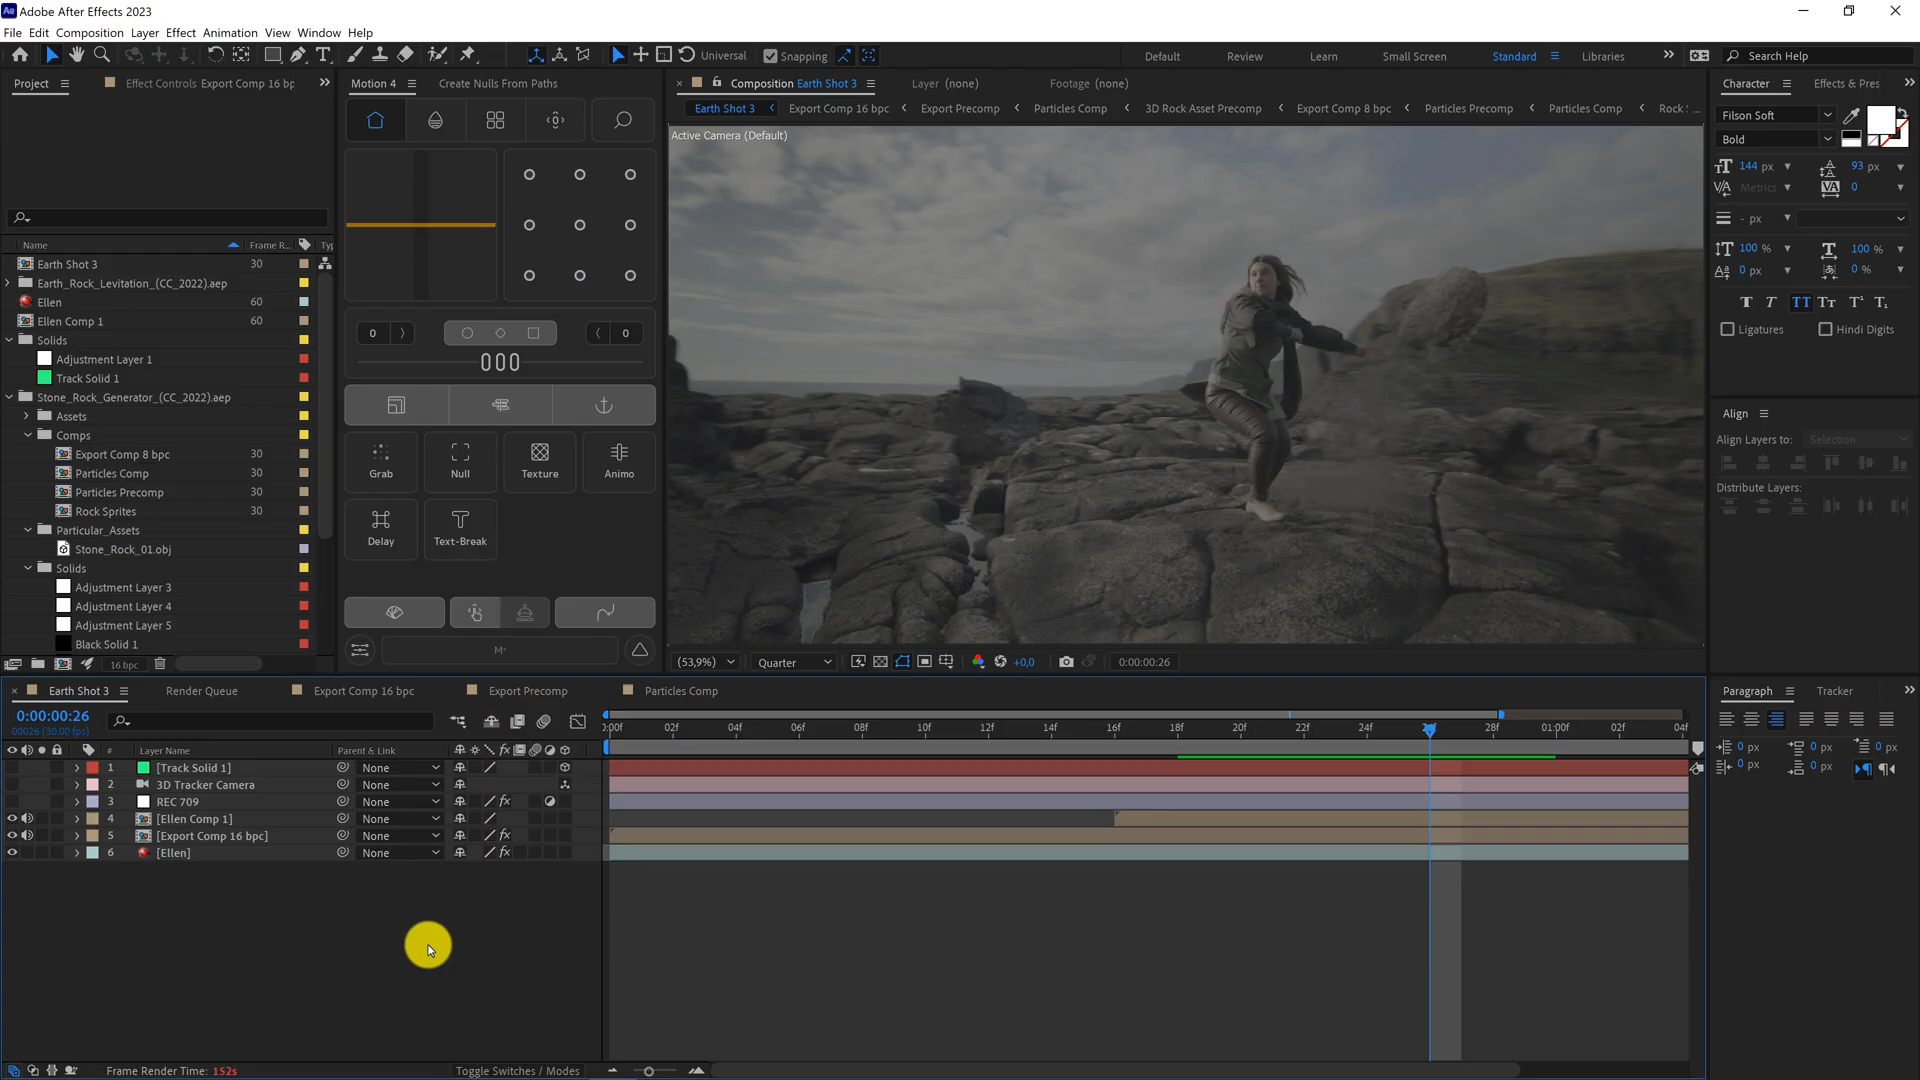 Adobe After Effects 2023
File Edit Composition Layer Effect Animation View Window Help
Universal Snapping Default Review Learn Small Screen Standard Libraries Search Help
Project Effect Controls Export Comp 16 bp
Name Frame R... Typ
Earth Shot 3 30
Earth_Rock_Levitation_(CC_2022).aep
Ellen 60
Ellen Comp 1 60
Solids
Adjustment Layer 1
Track Solid 1
Stone_Rock_Generator_(CC_2022).aep
Assets
Comps
Export Comp 8 bpc 30
Particles Comp 30
Particles Precomp 30
Rock Sprites 30
Particular_Assets
Stone_Rock_01.obj
Solids
Adjustment Layer 3
Adjustment Layer 4
Adjustment Layer 5
Black Solid 1
16 bpc
Motion 4 Create Nulls From Paths
0 0
000
Grab Null Texture Animo
Delay Text-Break
Composition Earth Shot 3 Layer (none) Footage (none)
Earth Shot 3 Export Comp 16 bpc Export Precomp Particles Comp 3D Rock Asset Precomp Export Comp 8 bpc Particles Precomp Particles Comp Rock ...
Active Camera (Default)
(53,9%) Quarter +0,0 0:00:00:26
Character Effects & Pres
Filson Soft
Bold
144 px 93 px
Metrics 0
- px
100 % 100 %
0 px 0 %
Ligatures Hindi Digits
Align
Align Layers to: Selection
Distribute Layers:
Paragraph Tracker
0 px 0 px 0 px
0 px 0 px
Earth Shot 3 Render Queue Export Comp 16 bpc Export Precomp Particles Comp
0:00:00:26
00026 (30.00 fps)
0:00f 02f 04f 06f 08f 10f 12f 14f 16f 18f 20f 22f 24f 28f 01:00f 02f 04f
# Layer Name Parent & Link
1 [Track Solid 1] None
2 3D Tracker Camera None
3 REC 709 None
4 [Ellen Comp 1] None
5 [Export Comp 16 bpc] None
6 [Ellen] None
Frame Render Time: 152s Toggle Switches / Modes